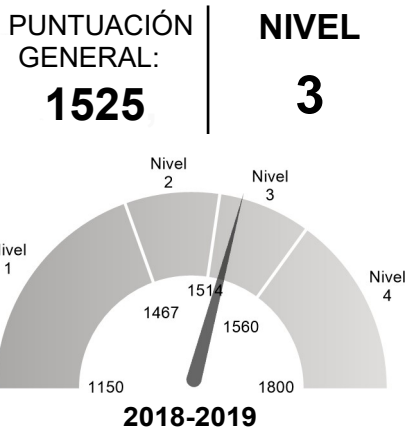 PUNTUACIÓN
GENERAL:
1525
NIVEL
3
Nivel
2
Nivel
3
ivel
1
Nivel
4
1514
1467
1560
1150
1800
2018-2019